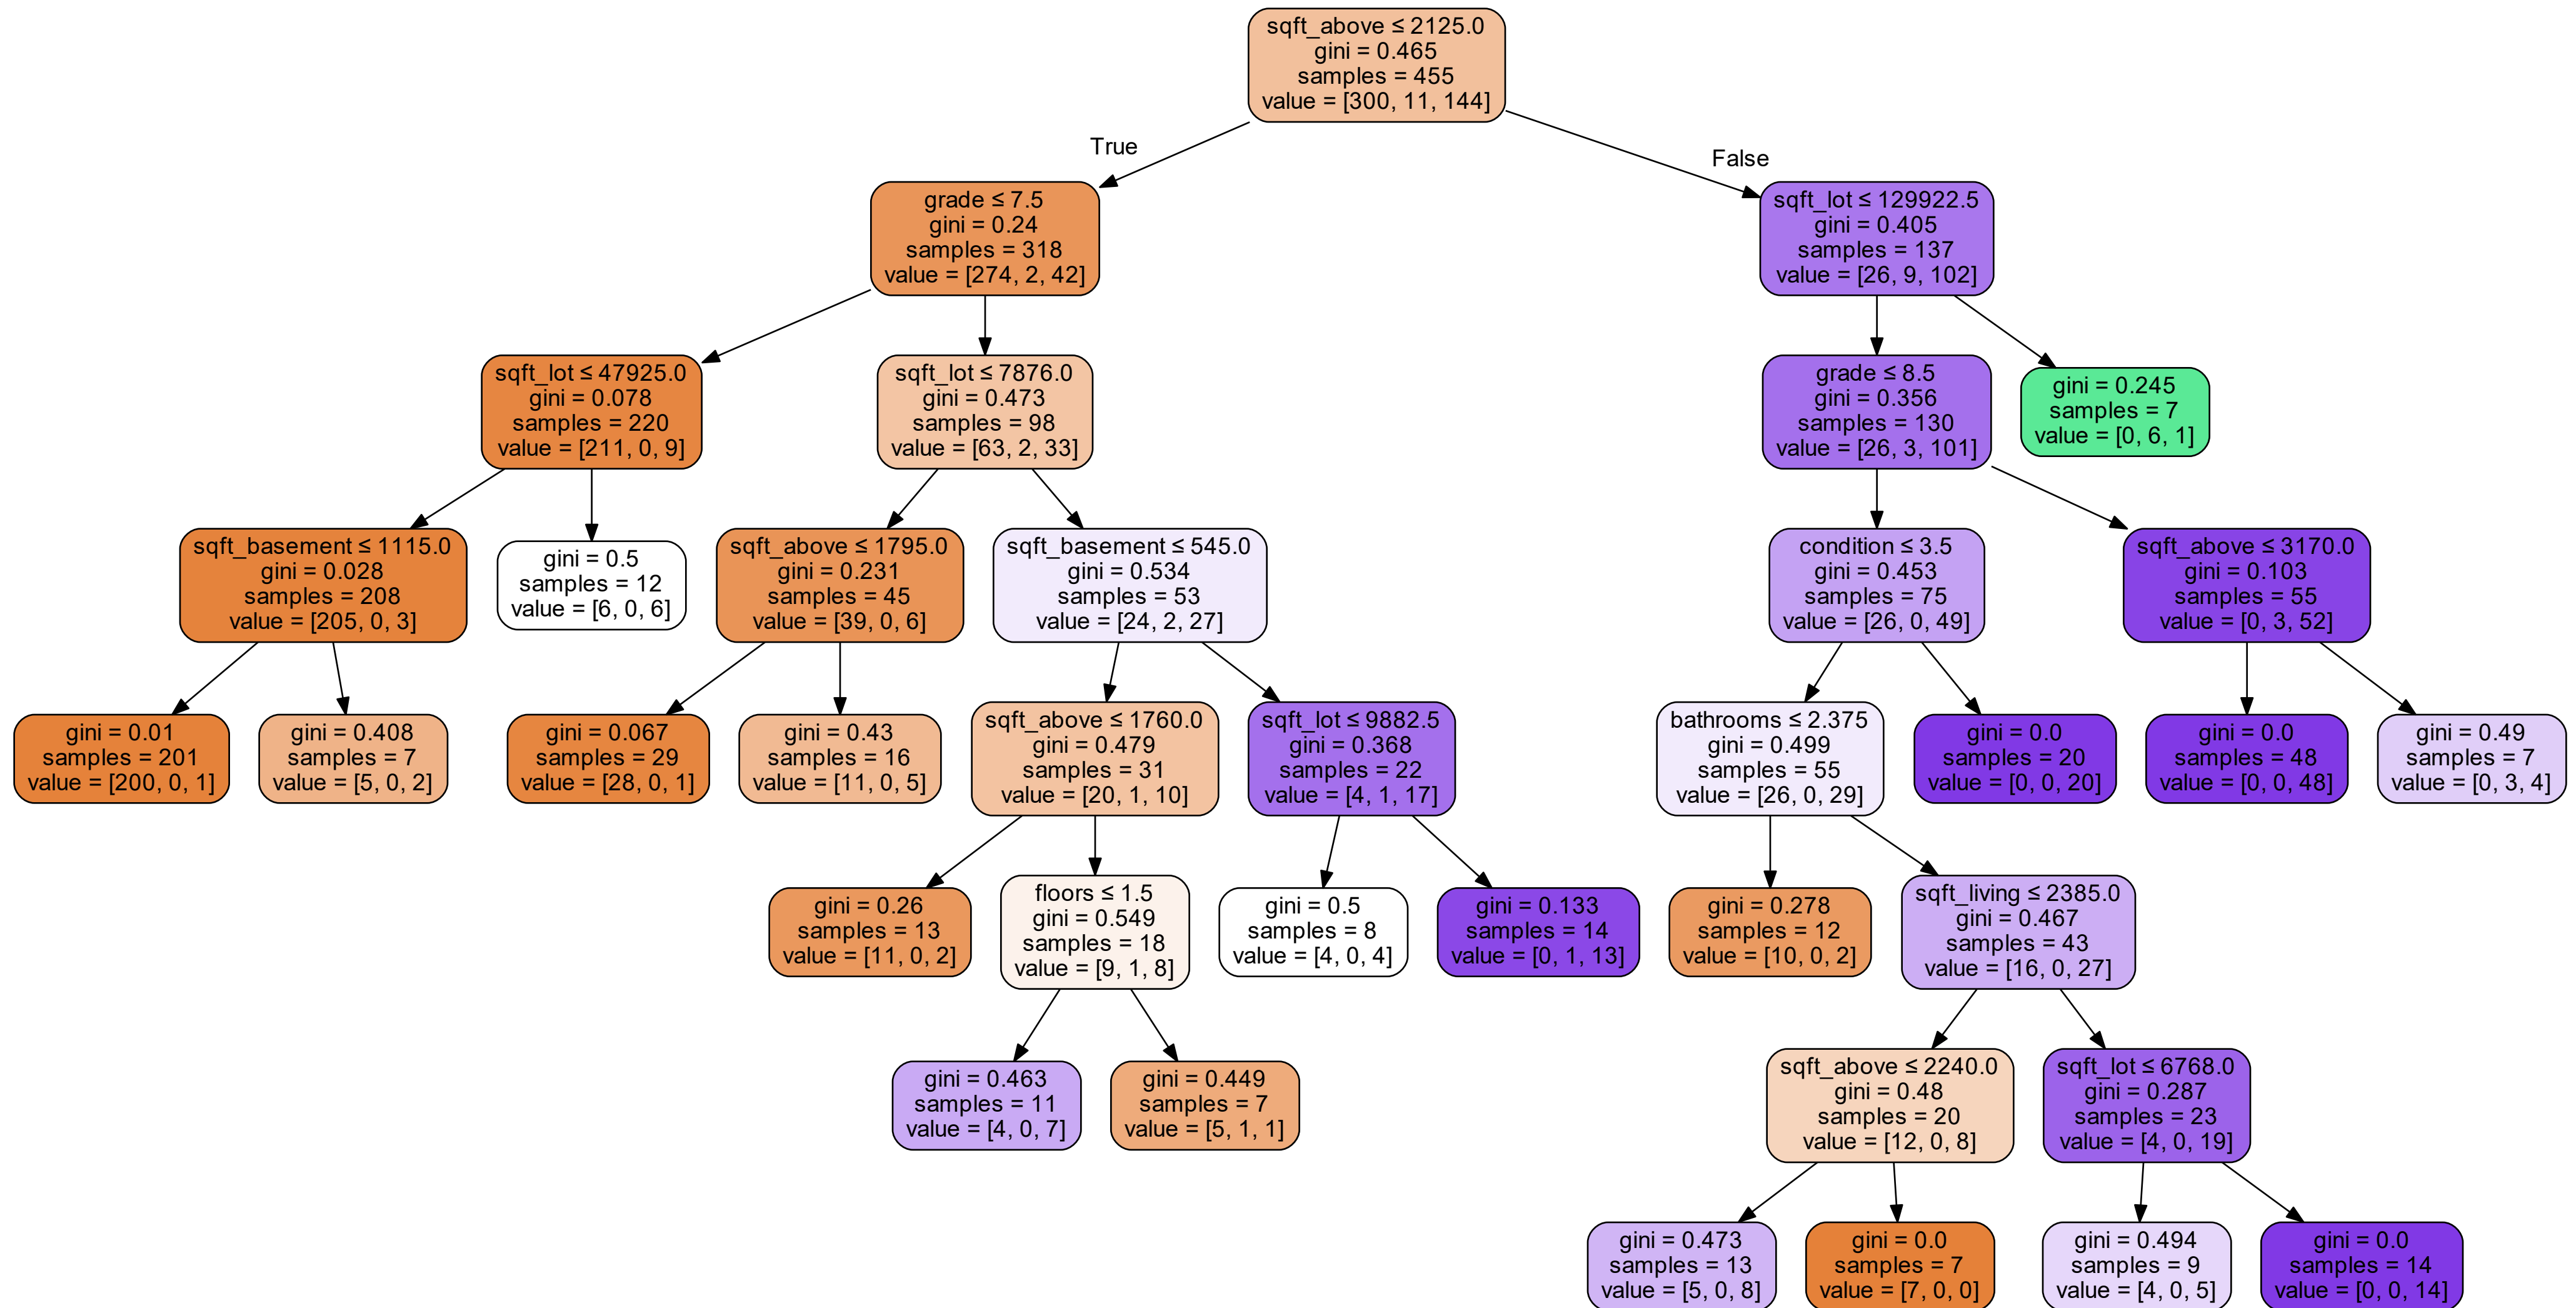 sqft_above ≤ 2125.0
gini = 0.465
samples = 455
value = [300, 11, 144]
True
False
grade ≤ 7.5
gini = 0.24
samples = 318
value = [274, 2, 42]
sqft_lot ≤ 129922.5
gini = 0.405
samples = 137
value = [26, 9, 102]
sqft_lot ≤ 47925.0
gini = 0.078
samples = 220
value = [211, 0, 9]
sqft_lot ≤ 7876.0
gini = 0.473
samples = 98
value = [63, 2, 33]
grade ≤ 8.5
gini = 0.356
samples = 130
value = [26, 3, 101]
gini = 0.245
samples = 7
value = [0, 6, 1]
sqft_basement ≤ 1115.0
gini = 0.028
samples = 208
value = [205, 0, 3]
gini = 0.5
samples = 12
value = [6, 0, 6]
sqft_above ≤ 1795.0
gini = 0.231
samples = 45
value = [39, 0, 6]
sqft_basement ≤ 545.0
gini = 0.534
samples = 53
value = [24, 2, 27]
condition ≤ 3.5
gini = 0.453
samples = 75
value = [26, 0, 49]
sqft_above ≤ 3170.0
gini = 0.103
samples = 55
value = [0, 3, 52]
gini = 0.01
samples = 201
value = [200, 0, 1]
gini = 0.408
samples = 7
value = [5, 0, 2]
gini = 0.067
samples = 29
value = [28, 0, 1]
gini = 0.43
samples = 16
value = [11, 0, 5]
sqft_above ≤ 1760.0
gini = 0.479
samples = 31
value = [20, 1, 10]
sqft_lot ≤ 9882.5
gini = 0.368
samples = 22
value = [4, 1, 17]
bathrooms ≤ 2.375
gini = 0.499
samples = 55
value = [26, 0, 29]
gini = 0.0
samples = 20
value = [0, 0, 20]
gini = 0.0
samples = 48
value = [0, 0, 48]
gini = 0.49
samples = 7
value = [0, 3, 4]
gini = 0.26
samples = 13
value = [11, 0, 2]
floors ≤ 1.5
gini = 0.549
samples = 18
value = [9, 1, 8]
gini = 0.5
samples = 8
value = [4, 0, 4]
gini = 0.133
samples = 14
value = [0, 1, 13]
gini = 0.278
samples = 12
value = [10, 0, 2]
sqft_living ≤ 2385.0
gini = 0.467
samples = 43
value = [16, 0, 27]
gini = 0.463
samples = 11
value = [4, 0, 7]
gini = 0.449
samples = 7
value = [5, 1, 1]
sqft_above ≤ 2240.0
gini = 0.48
samples = 20
value = [12, 0, 8]
sqft_lot ≤ 6768.0
gini = 0.287
samples = 23
value = [4, 0, 19]
gini = 0.473
samples = 13
value = [5, 0, 8]
gini = 0.0
samples = 7
value = [7, 0, 0]
gini = 0.494
samples = 9
value = [4, 0, 5]
gini = 0.0
samples = 14
value = [0, 0, 14]